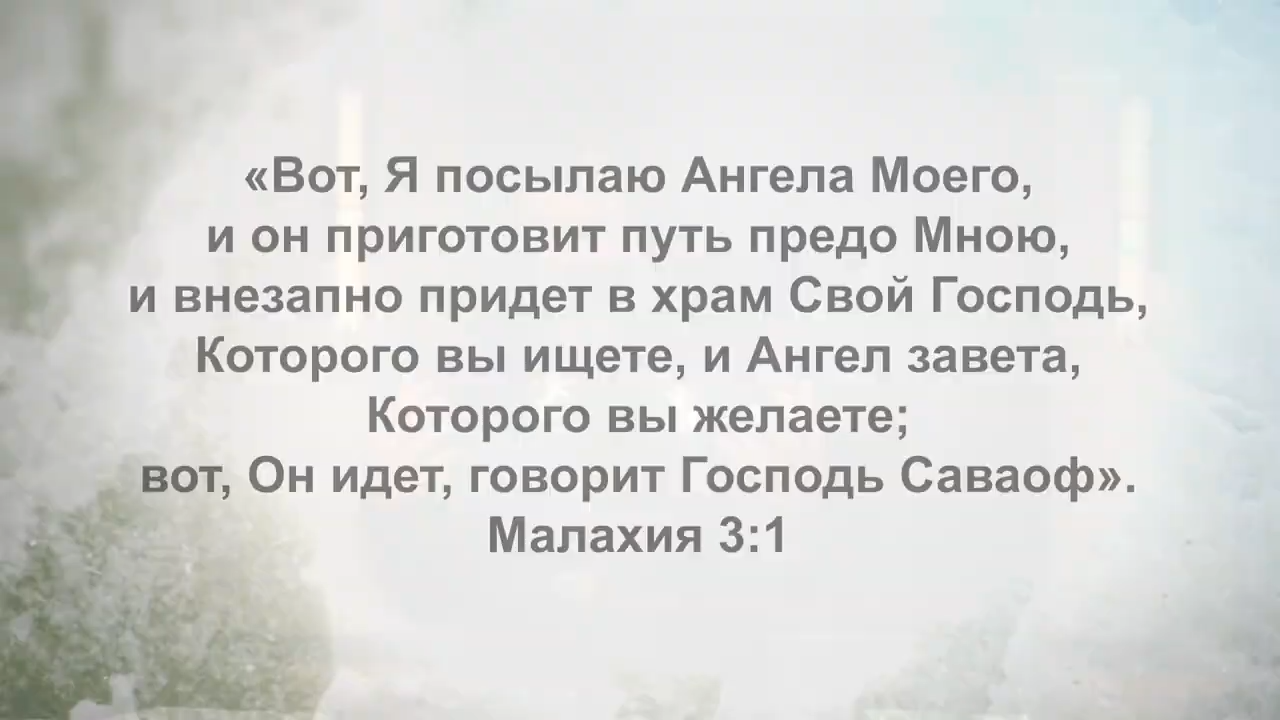 «Вот, Я посылаю Ангела Моего,
и он приготовит путь предо Мною,
и внезапно придет в храм Свой Господь,
Которого вы ищете, и Ангел завета,
Которого вы желаете;
вот, Он идет, говорит Господь Саваоф».
Малахия 3:1